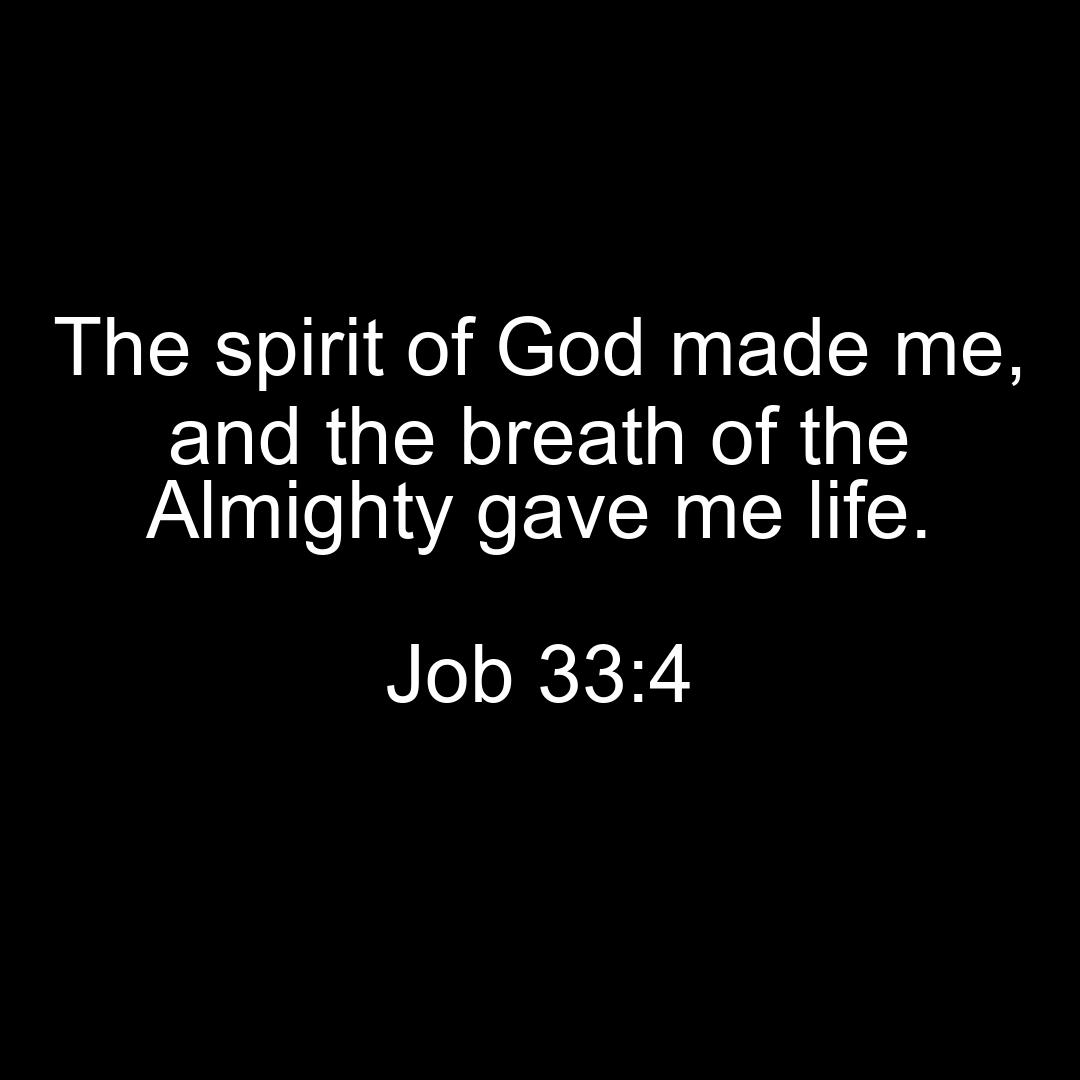 The spirit of God made me,
and the breath of the
Almighty gave me life.
Job 33:4